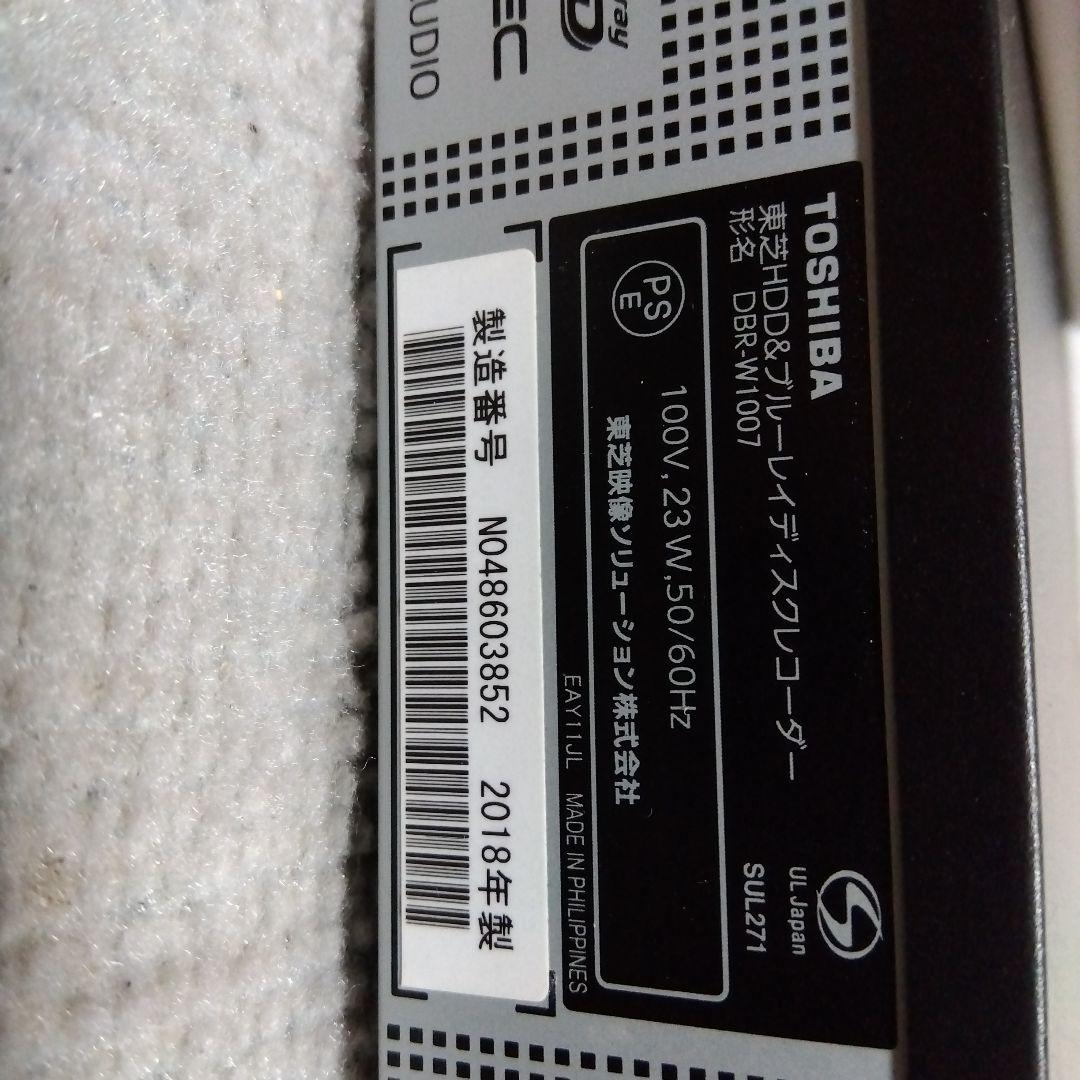 TOSHIBA
東芝HDD&ブルーレイディスクレコーダー
形名 DBR-W1007
UL Japan
SUL271
PS
E
100V,23W,50/60Hz
東芝映像ソリューション株式会社
EAY11JL MADE IN PHILIPPINES
製造番号 N048603852 2018年製
AUDIO